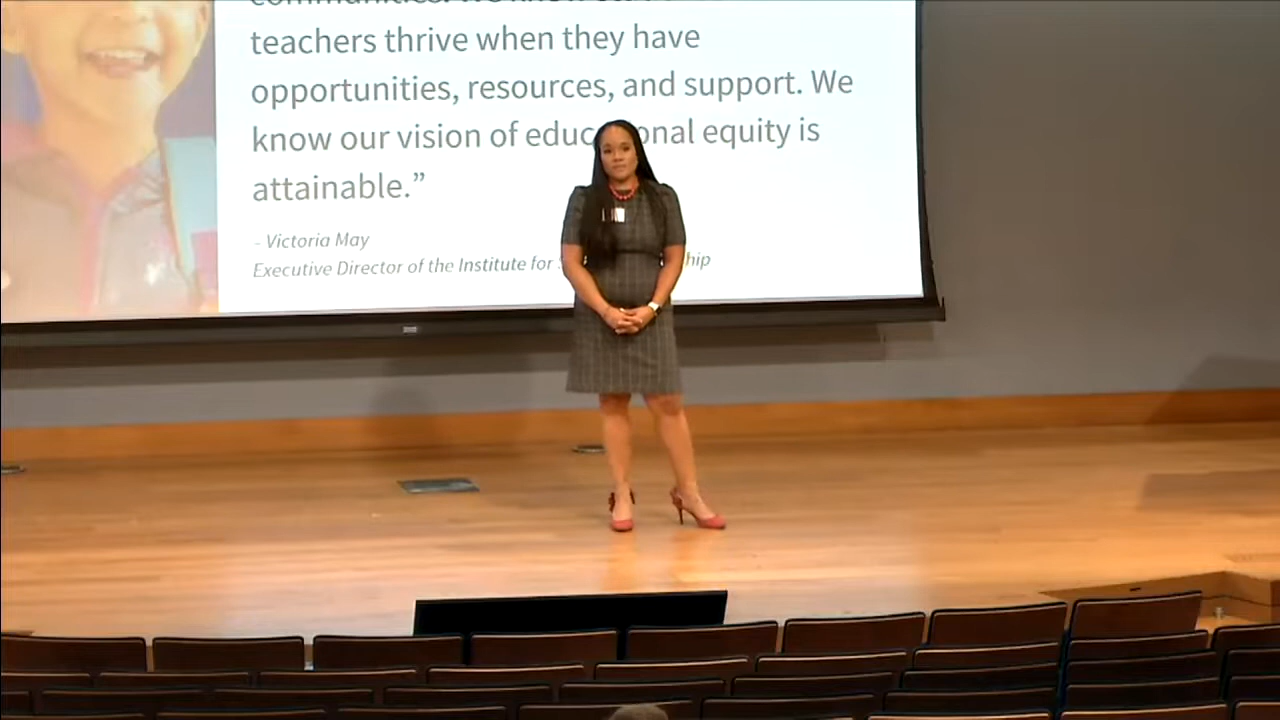 teachers thrive when they have
opportunities, resources, and support. We
know our vision of educ onal equity is
attainable.”
- Victoria May
Executive Director of the Institute for hip